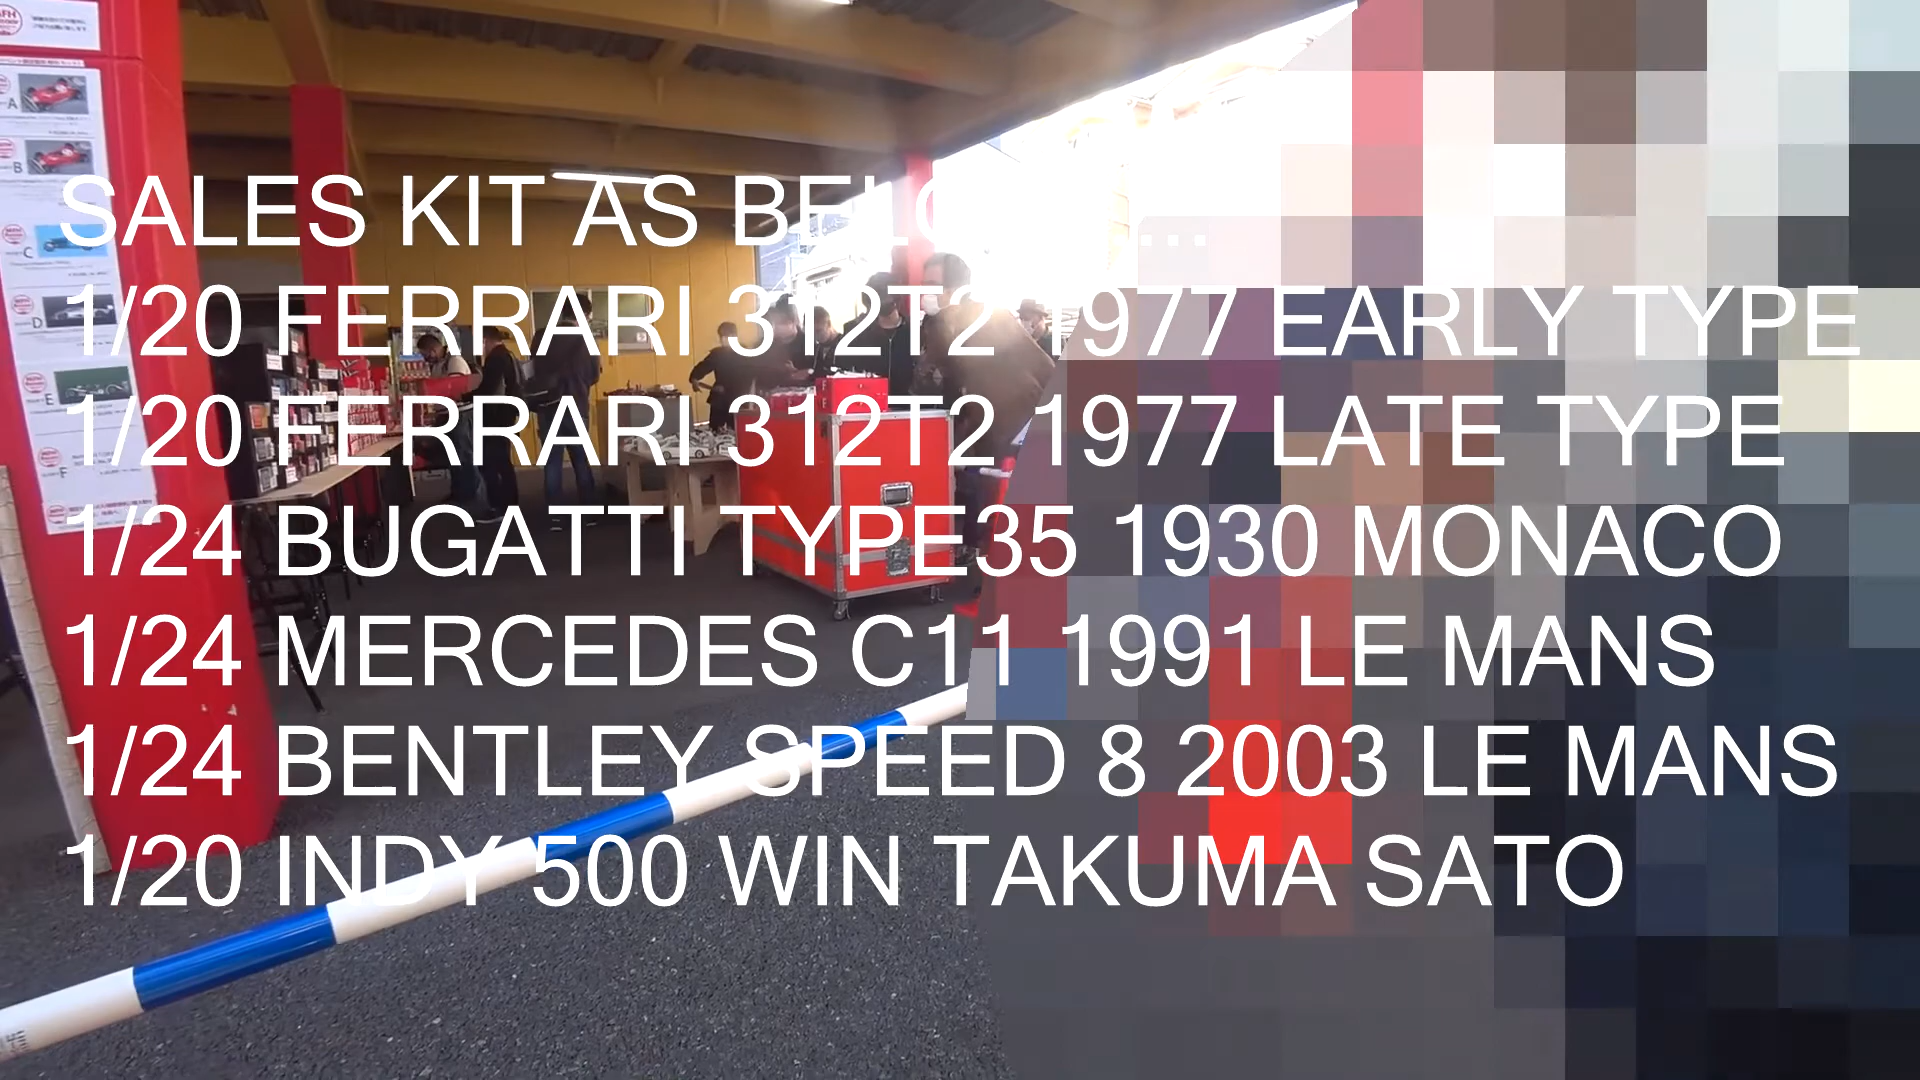 SALES KIT AS BELOW....
1/20 FERRARI 312T2 1977 EARLY TYPE
1/20 FERRARI 312T2 1977 LATE TYPE
1/24 BUGATTI TYPE35 1930 MONACO
1/24 MERCEDES C11 1991 LE MANS
1/24 BENTLEY SPEED 8 2003 LE MANS
1/20 INDY 500 WIN TAKUMA SATO
A
B
C
D
E
F